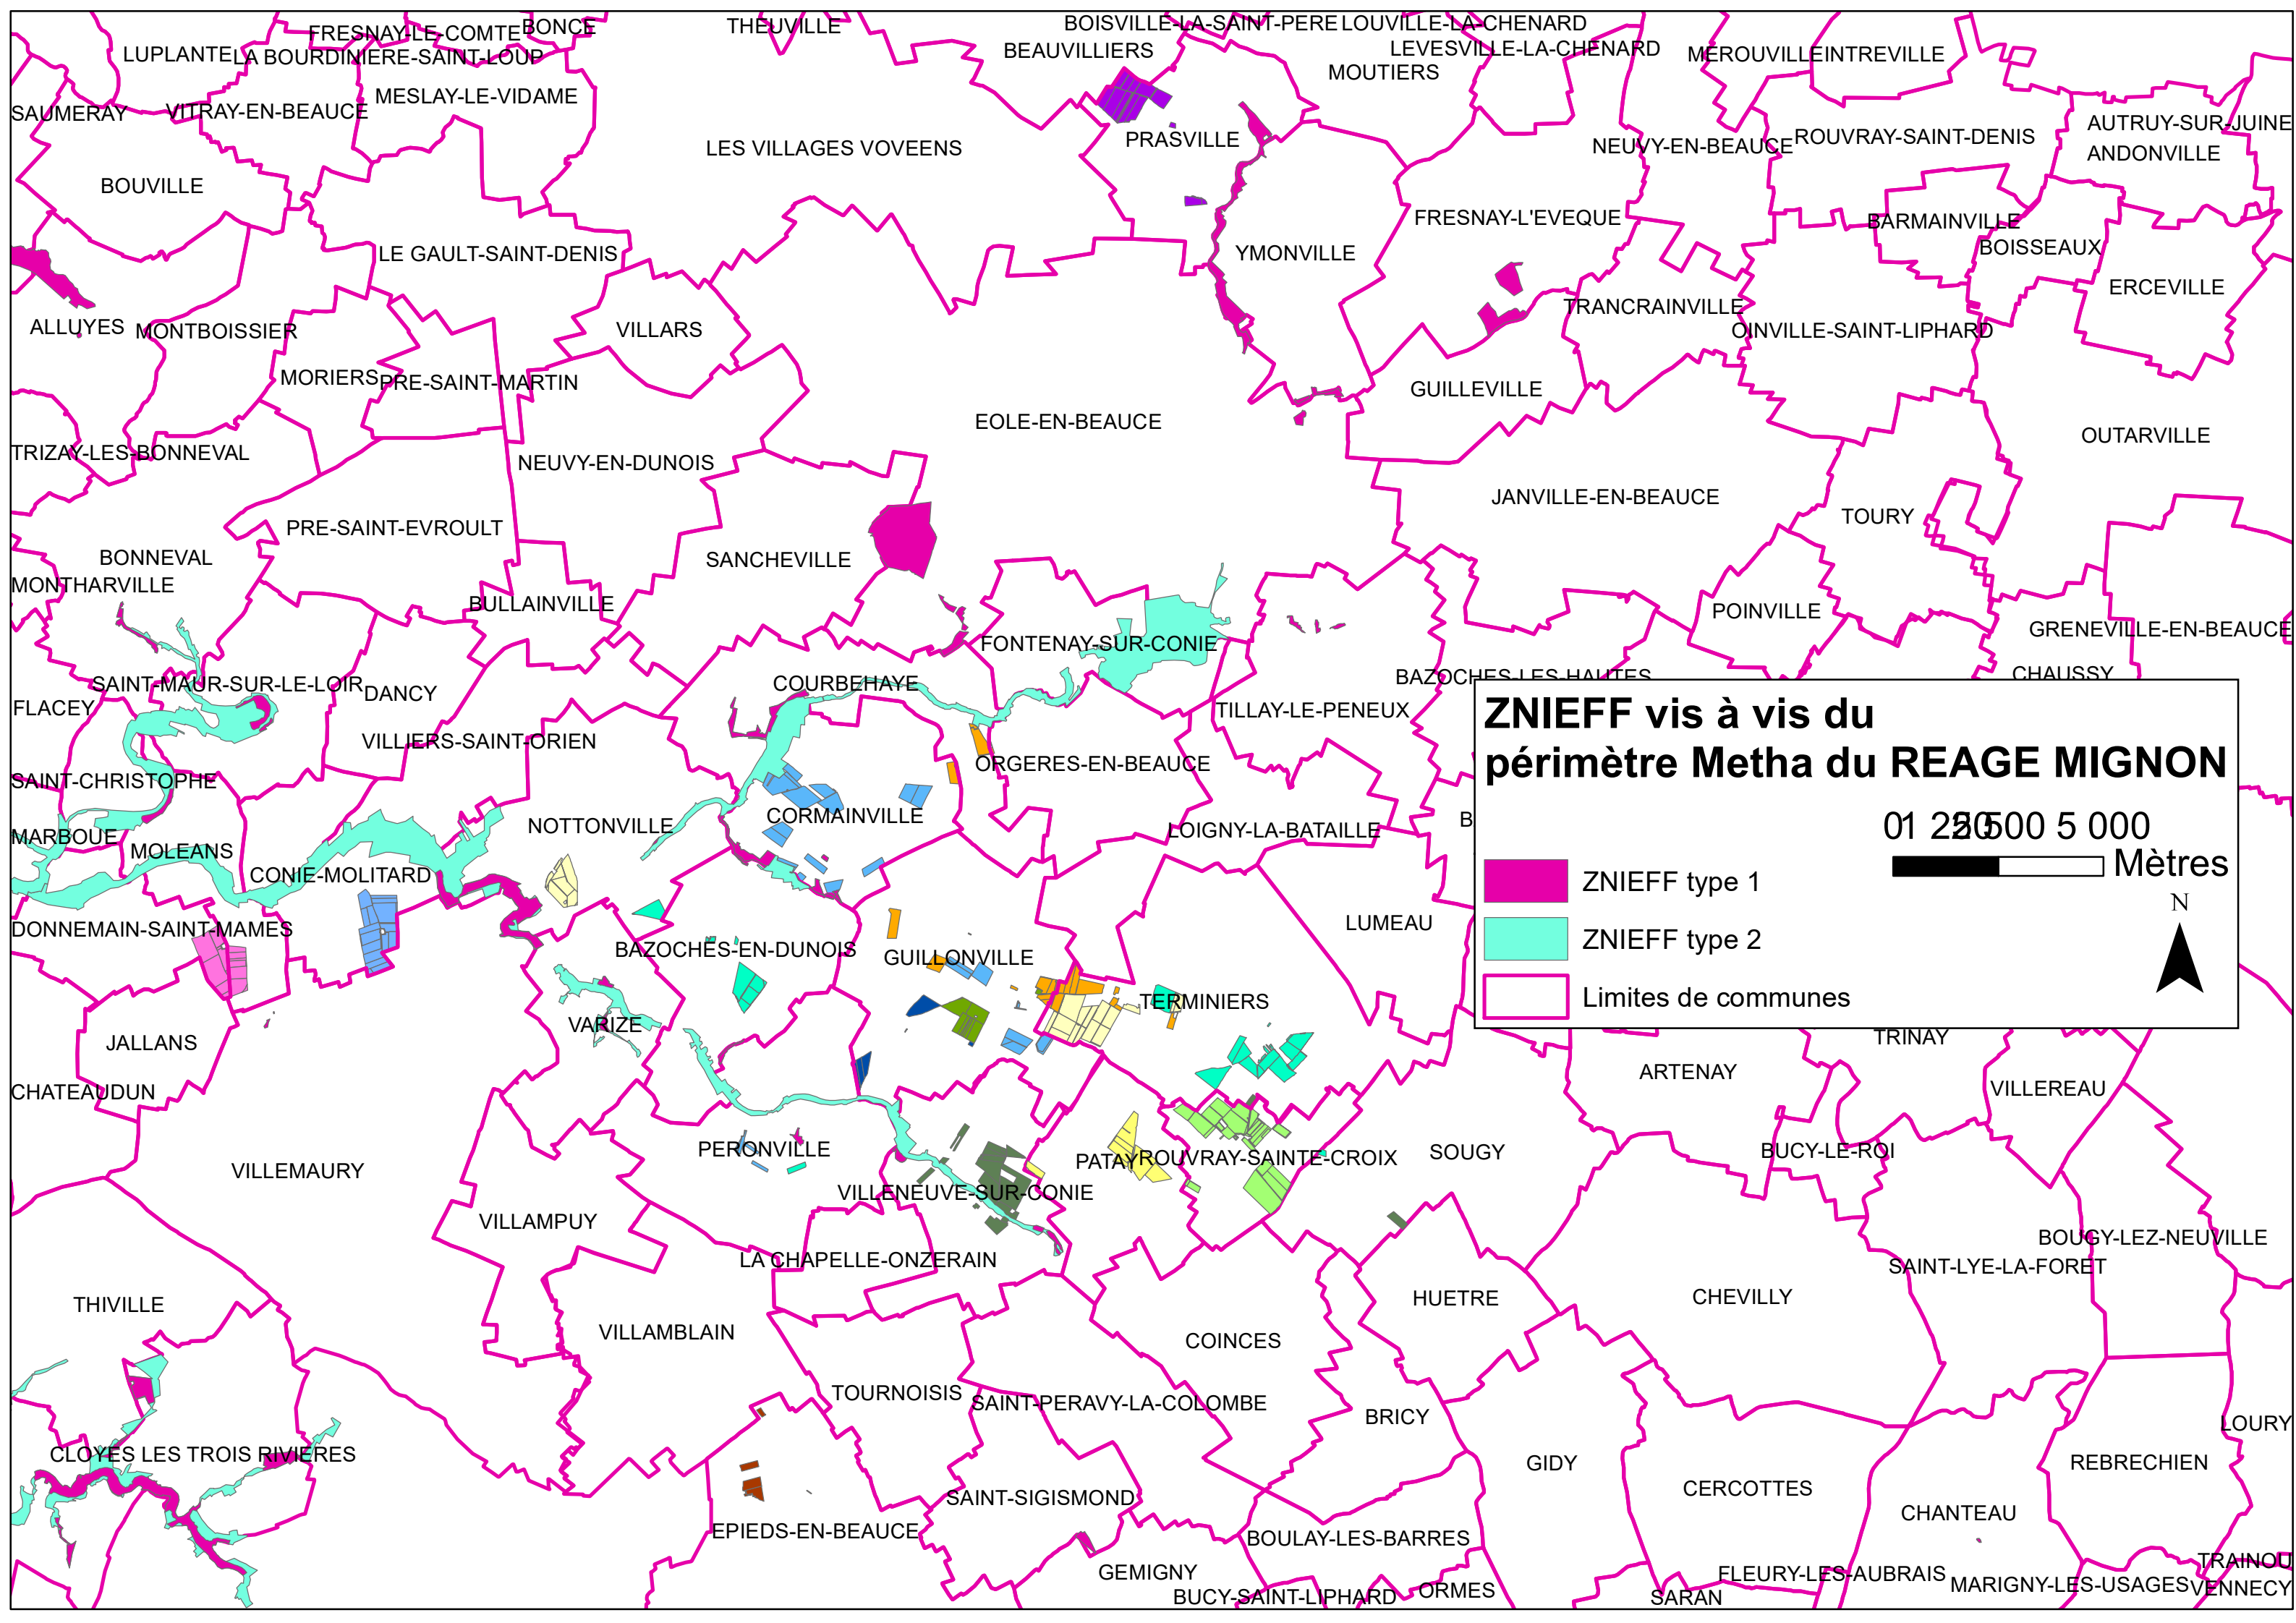 FRESNAY-LE-COMTE
BONCE
THEUVILLE
BOISVILLE-LA-SAINT-PERE
LOUVILLE-LA-CHENARD
LUPLANTE
LA BOURDINIERE-SAINT-LOUP
BEAUVILLIERS
LEVESVILLE-LA-CHENARD
MEROUVILLE
INTREVILLE
MOUTIERS
SAUMERAY
VITRAY-EN-BEAUCE
MESLAY-LE-VIDAME
AUTRUY-SUR-JUINE
LES VILLAGES VOVEENS
PRASVILLE
NEUVY-EN-BEAUCE
ROUVRAY-SAINT-DENIS
ANDONVILLE
BOUVILLE
FRESNAY-L'EVEQUE
BARMAINVILLE
LE GAULT-SAINT-DENIS
YMONVILLE
BOISSEAUX
ERCEVILLE
ALLUYES
MONTBOISSIER
VILLARS
TRANCRAINVILLE
OINVILLE-SAINT-LIPHARD
MORIERS
PRE-SAINT-MARTIN
GUILLEVILLE
EOLE-EN-BEAUCE
OUTARVILLE
TRIZAY-LES-BONNEVAL
NEUVY-EN-DUNOIS
JANVILLE-EN-BEAUCE
TOURY
PRE-SAINT-EVROULT
BONNEVAL
SANCHEVILLE
MONTHARVILLE
BULLAINVILLE
POINVILLE
FONTENAY-SUR-CONIE
GRENEVILLE-EN-BEAUCE
SAINT-MAUR-SUR-LE-LOIR
DANCY
COURBEHAYE
BAZOCHES-LES-HAUTES
CHAUSSY
FLACEY
TILLAY-LE-PENEUX
ZNIEFF vis à vis du
périmètre Metha du REAGE MIGNON
VILLIERS-SAINT-ORIEN
ORGERES-EN-BEAUCE
SAINT-CHRISTOPHE
MARBOUE
MOLEANS
NOTTONVILLE
CORMAINVILLE
LOIGNY-LA-BATAILLE
B
0 1 250 2 500 5 000
Mètres
ZNIEFF type 1
CONIE-MOLITARD
N
DONNEMAIN-SAINT-MAMES
BAZOCHES-EN-DUNOIS
GUILLONVILLE
LUMEAU
ZNIEFF type 2
Limites de communes
JALLANS
VARIZE
TERMINIERS
TRINAY
CHATEAUDUN
ARTENAY
VILLEREAU
VILLEMAURY
PERONVILLE
PATAY
ROUVRAY-SAINTE-CROIX
SOUGY
BUCY-LE-ROI
VILLENEUVE-SUR-CONIE
VILLAMPUY
LA CHAPELLE-ONZERAIN
BOUGY-LEZ-NEUVILLE
SAINT-LYE-LA-FORET
THIVILLE
HUETRE
CHEVILLY
VILLAMBLAIN
COINCES
TOURNOISIS
SAINT-PERAVY-LA-COLOMBE
BRICY
LOURY
CLOYES LES TROIS RIVIERES
GIDY
REBRECHIEN
SAINT-SIGISMOND
CERCOTTES
CHANTEAU
EPIEDS-EN-BEAUCE
BOULAY-LES-BARRES
GEMIGNY
FLEURY-LES-AUBRAIS
TRAINOU
BUCY-SAINT-LIPHARD
ORMES
SARAN
MARIGNY-LES-USAGES
VENNECY